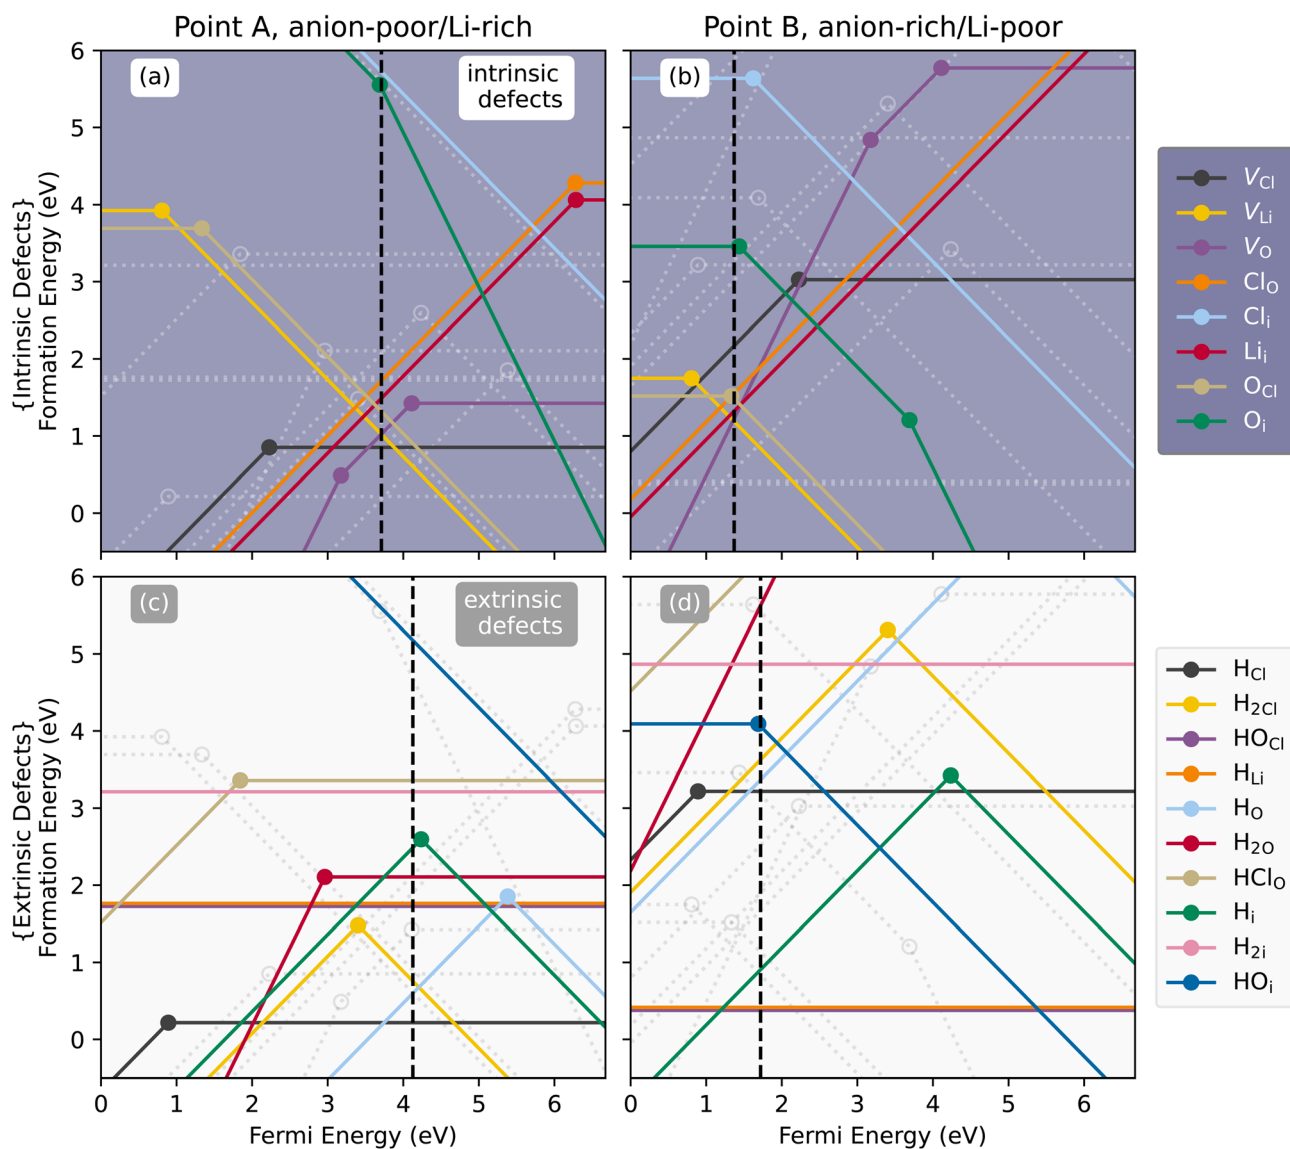 Point A, anion-poor/Li-rich
Point B, anion-rich/Li-poor
{Intrinsic Defects}
Formation Energy (eV)
6
5
4
3
2
1
0
(a)
intrinsic
defects
(b)
V_Cl
V_Li
V_O
Cl_O
Cl_i
Li_i
O_Cl
O_i
{Extrinsic Defects}
Formation Energy (eV)
6
5
4
3
2
1
0
(c)
extrinsic
defects
(d)
H_Cl
H_2Cl
HO_Cl
H_Li
H_O
H_2O
HCl_O
H_i
H_2i
HO_i
0 1 2 3 4 5 6
0 1 2 3 4 5 6
Fermi Energy (eV)
Fermi Energy (eV)